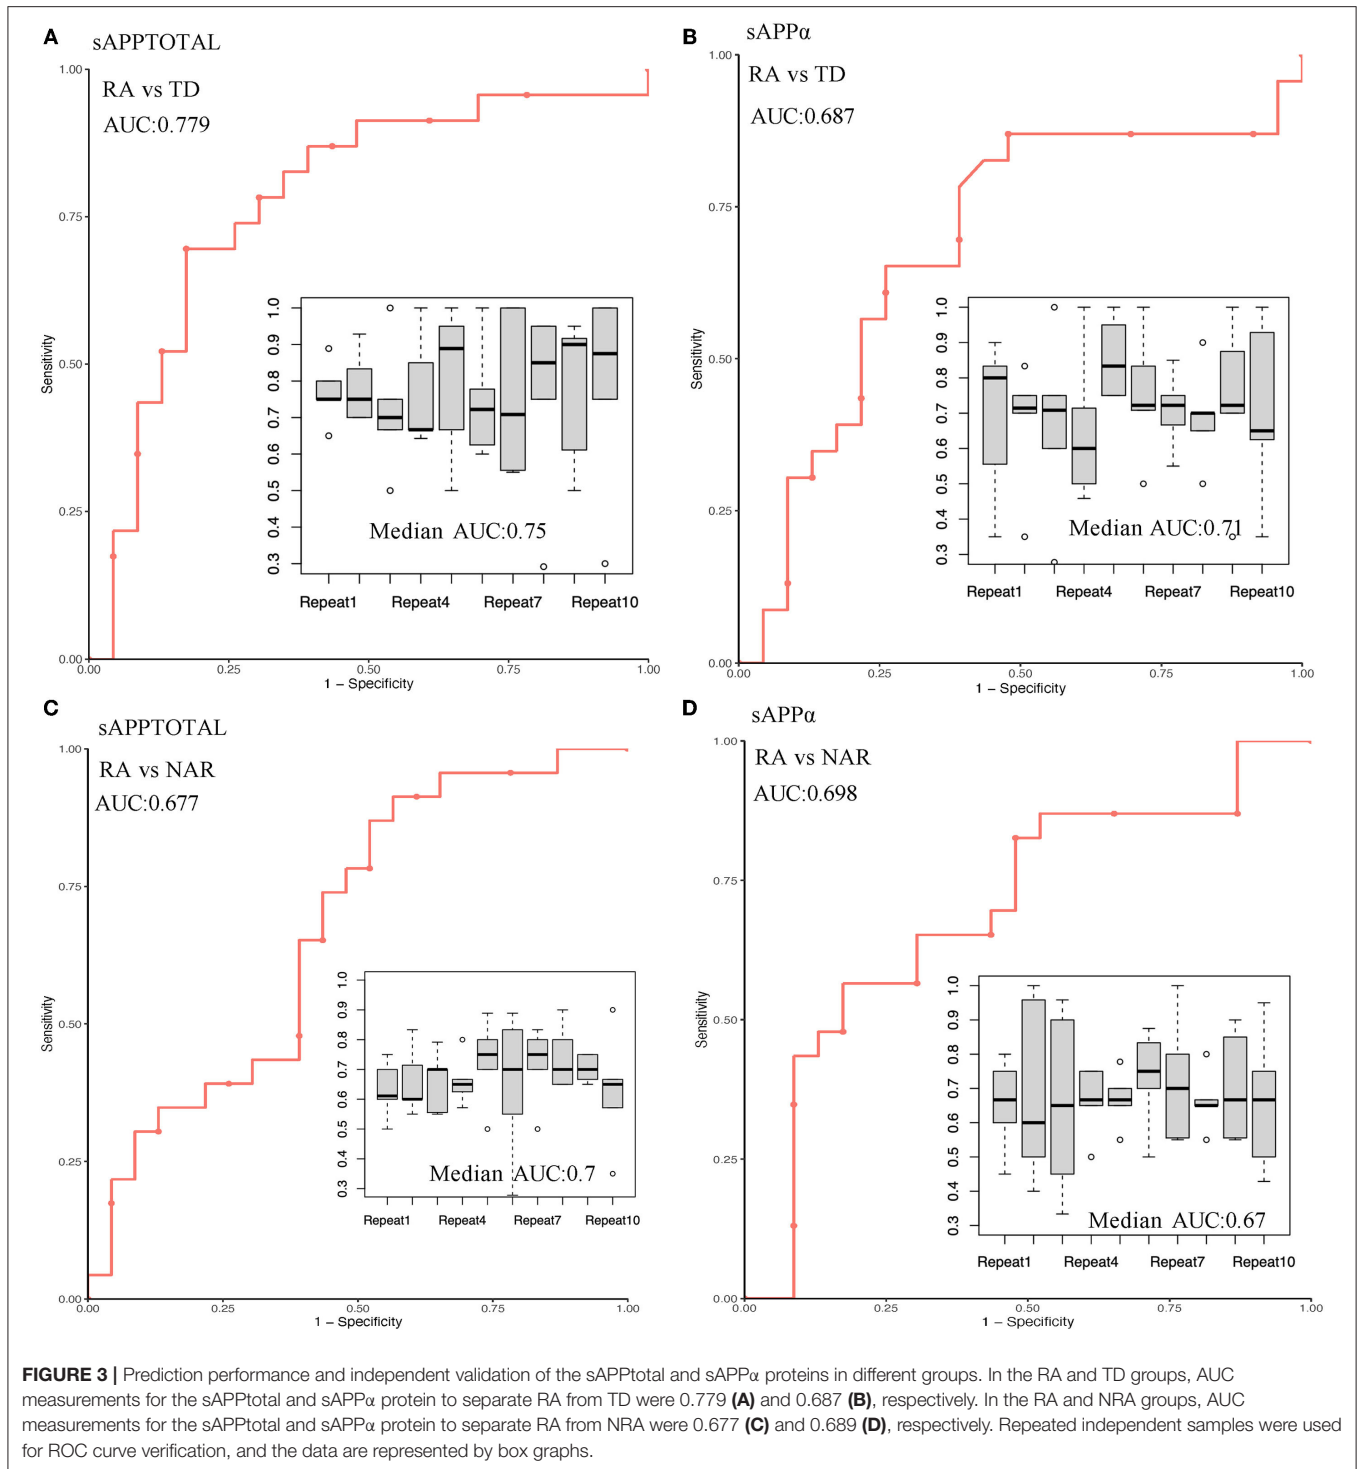 A
sAPPTOTAL
RA vs TD
AUC:0.779
1.00
0.75
0.50
0.25
0.00
Sensitivity
0.00
0.25
0.50
0.75
1.00
1 − Specificity
1.0
0.9
0.8
0.7
0.6
0.5
0.4
0.3
Median AUC:0.75
Repeat1
Repeat4
Repeat7
Repeat10
B
sAPPα
RA vs TD
AUC:0.687
1.00
0.75
0.50
0.25
0.00
Sensitivity
0.00
0.25
0.50
0.75
1.00
1 − Specificity
1.0
0.9
0.8
0.7
0.6
0.5
0.4
0.3
Median AUC:0.71
Repeat1
Repeat4
Repeat7
Repeat10
C
sAPPTOTAL
RA vs NAR
AUC:0.677
1.00
0.75
0.50
0.25
0.00
Sensitivity
0.00
0.25
0.50
0.75
1.00
1 − Specificity
1.0
0.9
0.8
0.7
0.6
0.5
0.4
0.3
Median AUC:0.7
Repeat1
Repeat4
Repeat7
Repeat10
D
sAPPα
RA vs NAR
AUC:0.698
1.00
0.75
0.50
0.25
0.00
Sensitivity
0.00
0.25
0.50
0.75
1.00
1 − Specificity
1.0
0.9
0.8
0.7
0.6
0.5
0.4
0.3
Median AUC:0.67
Repeat1
Repeat4
Repeat7
Repeat10
FIGURE 3 | Prediction performance and independent validation of the sAPPtotal and sAPPα proteins in different groups. In the RA and TD groups, AUC
measurements for the sAPPtotal and sAPPα protein to separate RA from TD were 0.779 (A) and 0.687 (B), respectively. In the RA and NRA groups, AUC
measurements for the sAPPtotal and sAPPα protein to separate RA from NRA were 0.677 (C) and 0.689 (D), respectively. Repeated independent samples were used
for ROC curve verification, and the data are represented by box graphs.